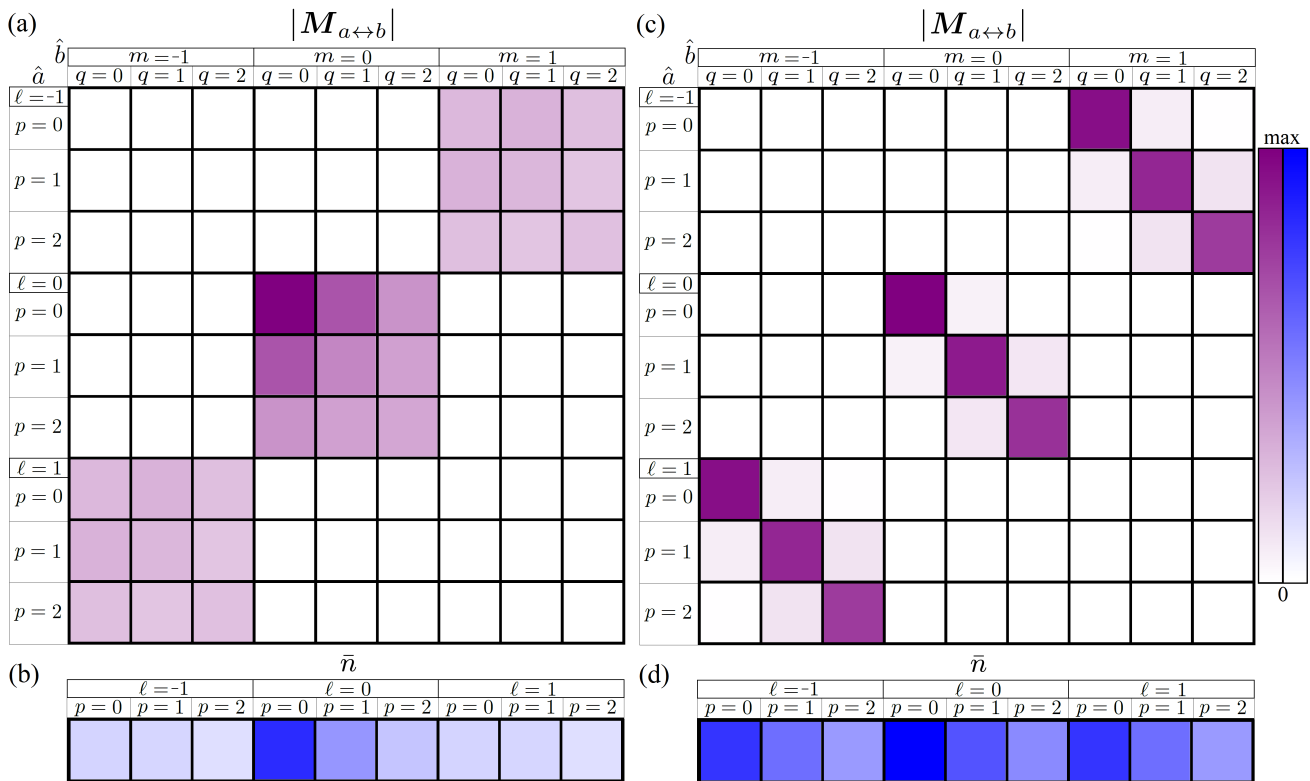 (a) |M_{a↔b}|
b̂ m = -1 m = 0 m = 1
â q = 0 q = 1 q = 2 q = 0 q = 1 q = 2 q = 0 q = 1 q = 2
ℓ = -1
p = 0
p = 1
p = 2
ℓ = 0
p = 0
p = 1
p = 2
ℓ = 1
p = 0
p = 1
p = 2
(b) n̄
ℓ = -1 ℓ = 0 ℓ = 1
p = 0 p = 1 p = 2 p = 0 p = 1 p = 2 p = 0 p = 1 p = 2
(c) |M_{a↔b}|
b̂ m = -1 m = 0 m = 1
â q = 0 q = 1 q = 2 q = 0 q = 1 q = 2 q = 0 q = 1 q = 2
ℓ = -1
p = 0
p = 1
p = 2
ℓ = 0
p = 0
p = 1
p = 2
ℓ = 1
p = 0
p = 1
p = 2
max
0
(d) n̄
ℓ = -1 ℓ = 0 ℓ = 1
p = 0 p = 1 p = 2 p = 0 p = 1 p = 2 p = 0 p = 1 p = 2